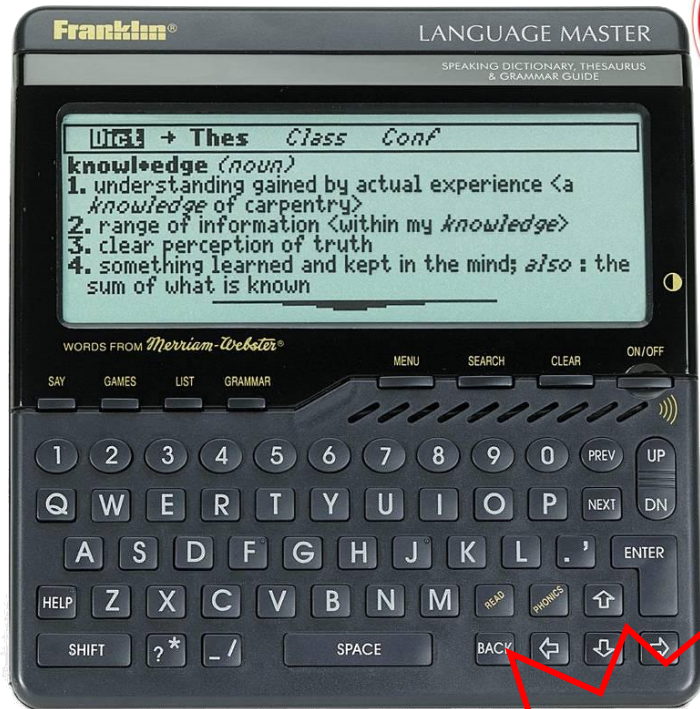 Franklin®
LANGUAGE MASTER
SPEAKING DICTIONARY, THESAURUS
& GRAMMAR GUIDE
Dict → Thes Class Conf
knowl•edge (noun)
1. understanding gained by actual experience <a
knowledge of carpentry>
2. range of information <within my knowledge>
3. clear perception of truth
4. something learned and kept in the mind; also : the
sum of what is known
WORDS FROM Merriam-Webster®
MENU SEARCH CLEAR ON/OFF
SAY GAMES LIST GRAMMAR
1 2 3 4 5 6 7 8 9 0 PREV UP
Q W E R T Y U I O P NEXT DN
A S D F G H J K L . ' ENTER
HELP Z X C V B N M READ PHONICS
SHIFT ? * _ / SPACE BACK